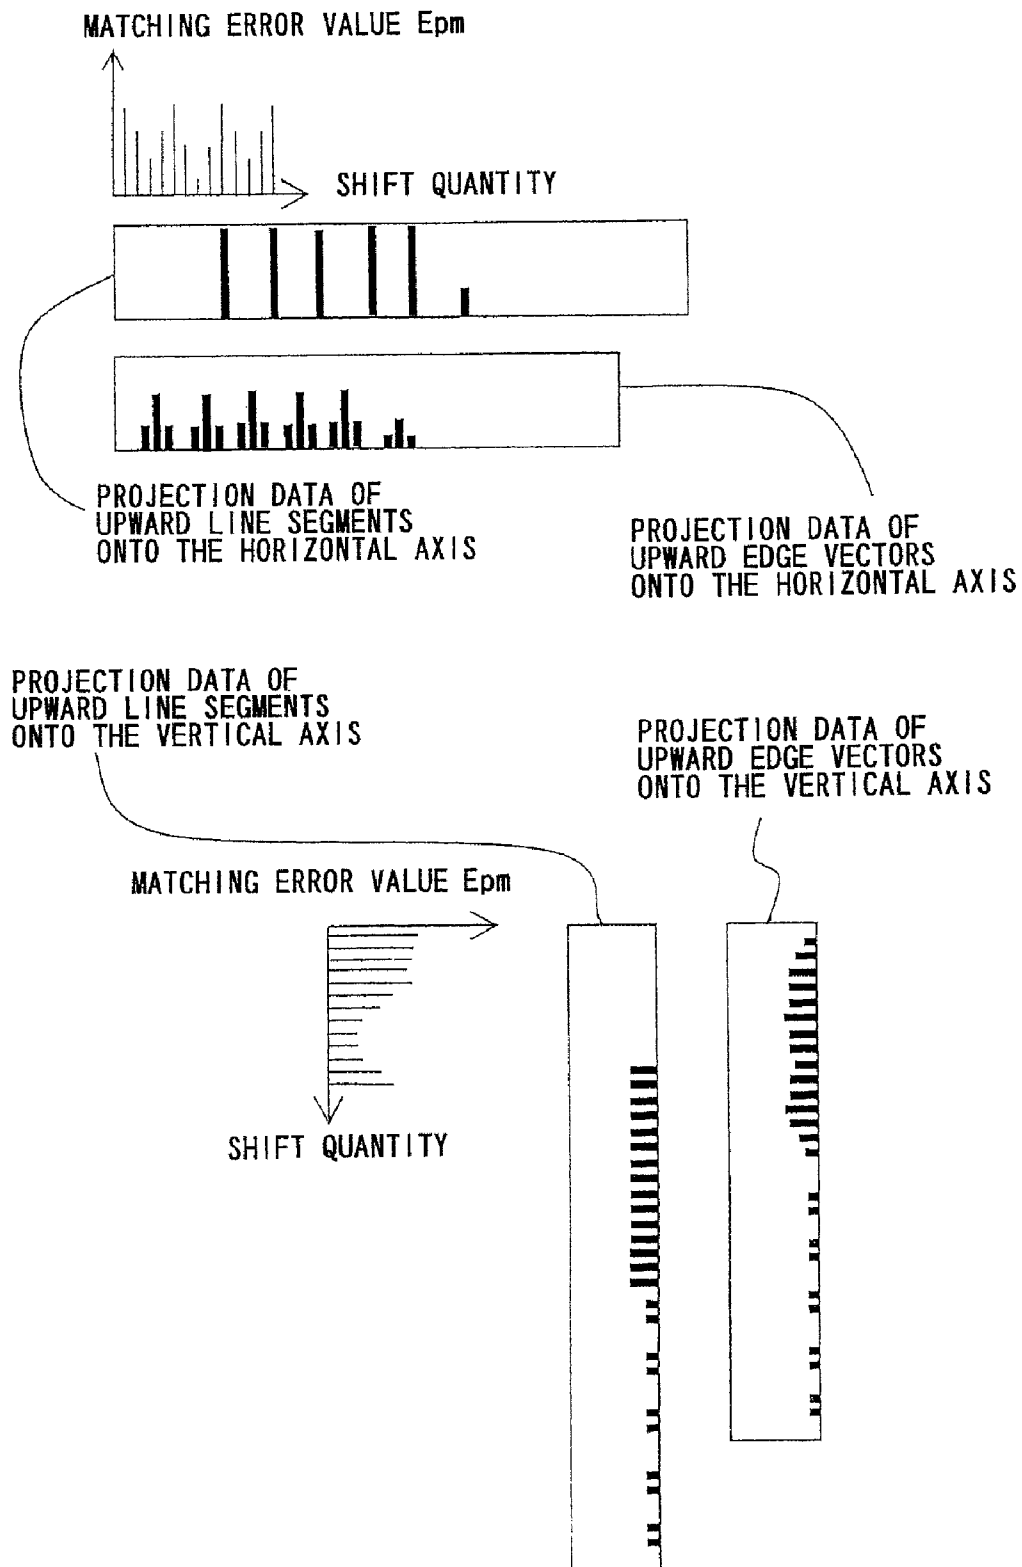 MATCHING ERROR VALUE Epm
SHIFT QUANTITY
PROJECTION DATA OF
UPWARD LINE SEGMENTS
ONTO THE HORIZONTAL AXIS
PROJECTION DATA OF
UPWARD EDGE VECTORS
ONTO THE HORIZONTAL AXIS
PROJECTION DATA OF
UPWARD LINE SEGMENTS
ONTO THE VERTICAL AXIS
PROJECTION DATA OF
UPWARD EDGE VECTORS
ONTO THE VERTICAL AXIS
MATCHING ERROR VALUE Epm
SHIFT QUANTITY